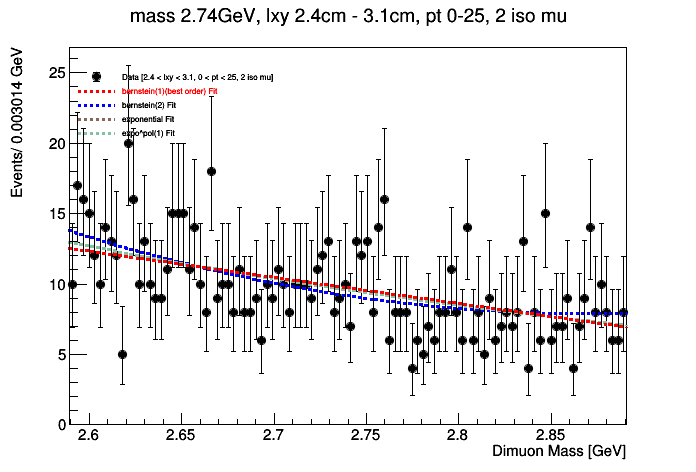 mass 2.74GeV, lxy 2.4cm - 3.1cm, pt 0-25, 2 iso mu
Events/ 0.003014 GeV
25
20
15
10
5
0
Data [2.4 < lxy < 3.1, 0 < pt < 25, 2 iso mu]
bernstein(1)(best order) Fit
bernstein(2) Fit
exponential Fit
expo^pol(1) Fit
2.6 2.65 2.7 2.75 2.8 2.85
Dimuon Mass [GeV]